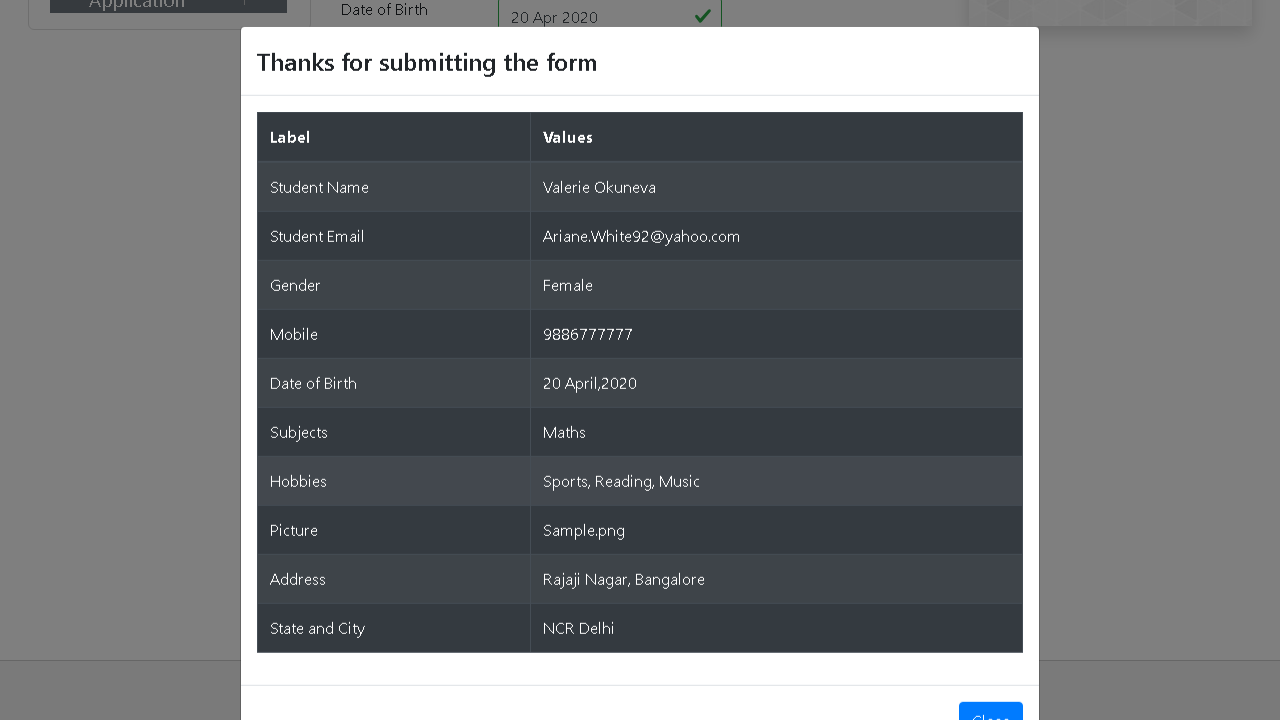 Application
Date of Birth
20 Apr 2020
Thanks for submitting the form
Label Values
Student Name Valerie Okuneva
Student Email Ariane.White92@yahoo.com
Gender Female
Mobile 9886777777
Date of Birth 20 April,2020
Subjects Maths
Hobbies Sports, Reading, Music
Picture Sample.png
Address Rajaji Nagar, Bangalore
State and City NCR Delhi
Close